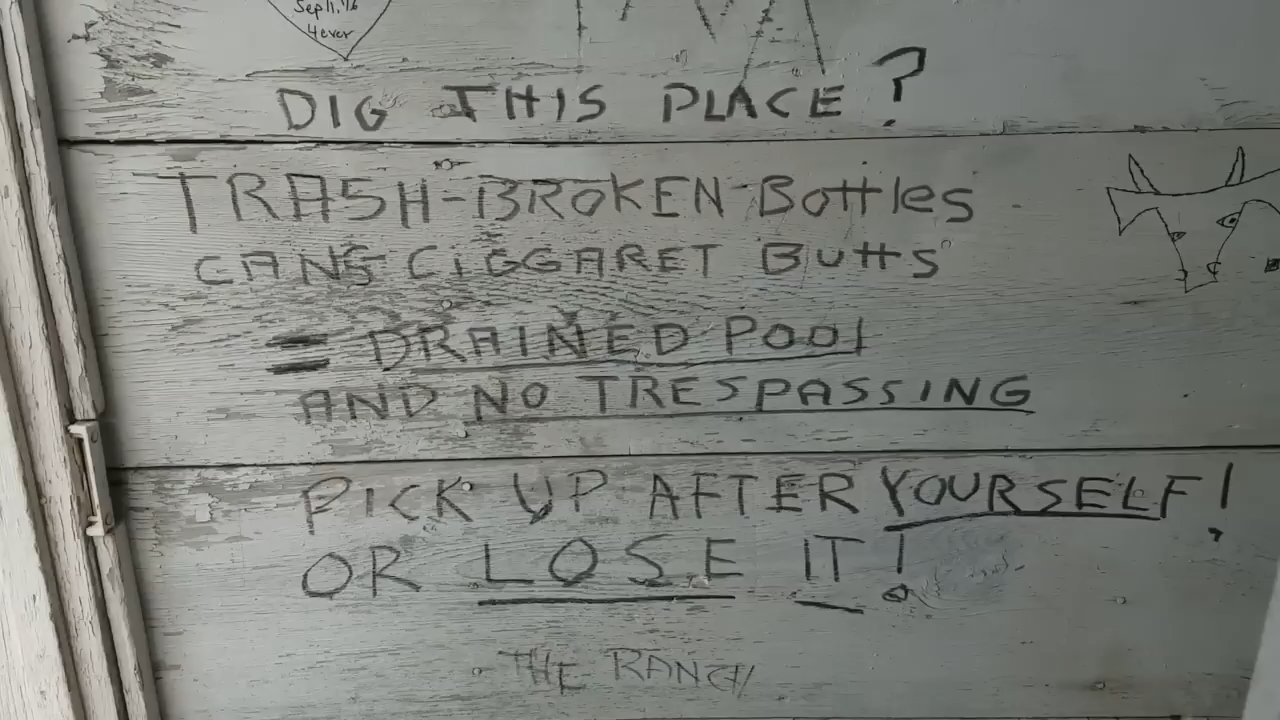 Sep 11, 76
4ever
DIG THIS PLACE?
TRASH-BROKEN-Bottles
CANS-CIGGARET Butts
= DRAINED POOl
AND NO TRESPASSING
PICK UP AFTER YOURSELF!
OR LOSE IT!
THE RANCH